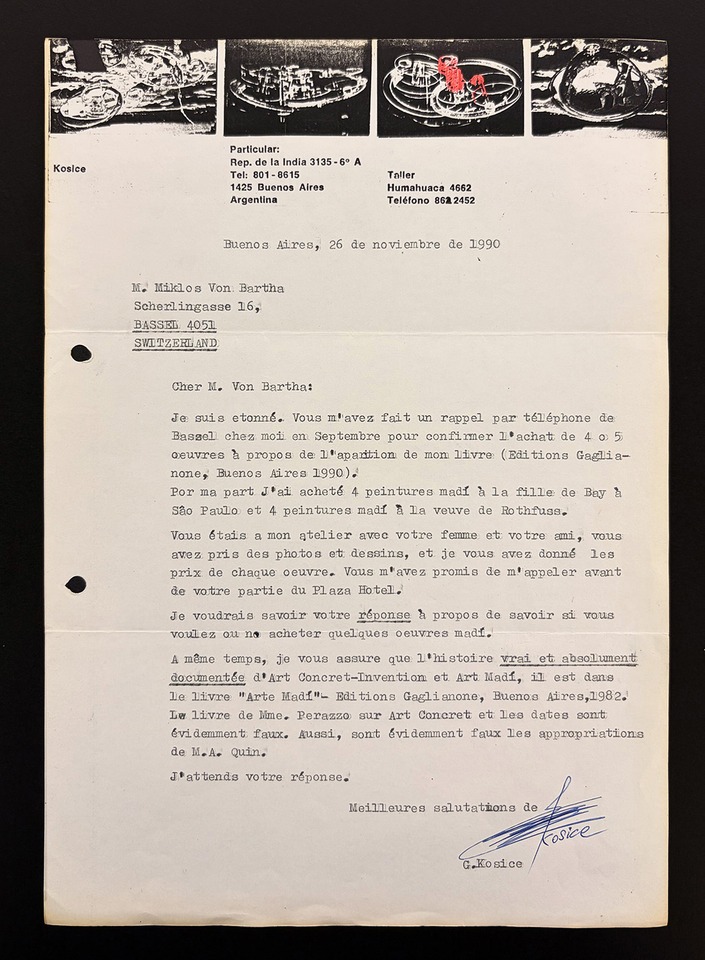 Kosice
Particular:
Rep. de la India 3135 - 6º A
Tel: 801 - 8615
1425 Buenos Aires
Argentina
Taller
Humahuaca 4662
Teléfono 862 2452
Buenos Aires, 26 de noviembre de 1990
M. Miklos Von Bartha
Scherlingasse 16,
BASSEL 4051
SWITZERLAND
Cher M. Von Bartha:
Je suis etonné. Vous m'avez fait un rappel par téléphone de
Bassel chez moi en Septembre pour confirmer l'achat de 4 o 5
œuvres à propos de l'aparition de mon livre (Editions Gaglia-
none, Buenos Aires 1990).
Por ma part J'ai acheté 4 peintures madí à la fille de Bay à
São Paulo et 4 peintures madí à la veuve de Rothfuss.
Vous étais a mon atelier avec votre femme et votre ami, vous
avez pris des photos et dessins, et je vous avez donné les
prix de chaque oeuvre. Vous m'avez promis de m'appeler avant
de votre partie du Plaza Hotel.
Je voudrais savoir votre réponse à propos de savoir si vous
voulez ou no acheter quelques oeuvres madí.
A même temps, je vous assure que l'histoire vrai et absolument
documentée d'Art Concret-Invention et Art Madí, il est dans
le livre "Arte Madí"- Editions Gaglianone, Buenos Aires,1982.
Le livre de Mme. Perazzo sur Art Concret et les dates sont
évidemment faux. Aussi, sont évidemment faux les appropriations
de M.A. Quin.
J'attends votre réponse.
Meilleures salutations de
Kosice
G.Kosice